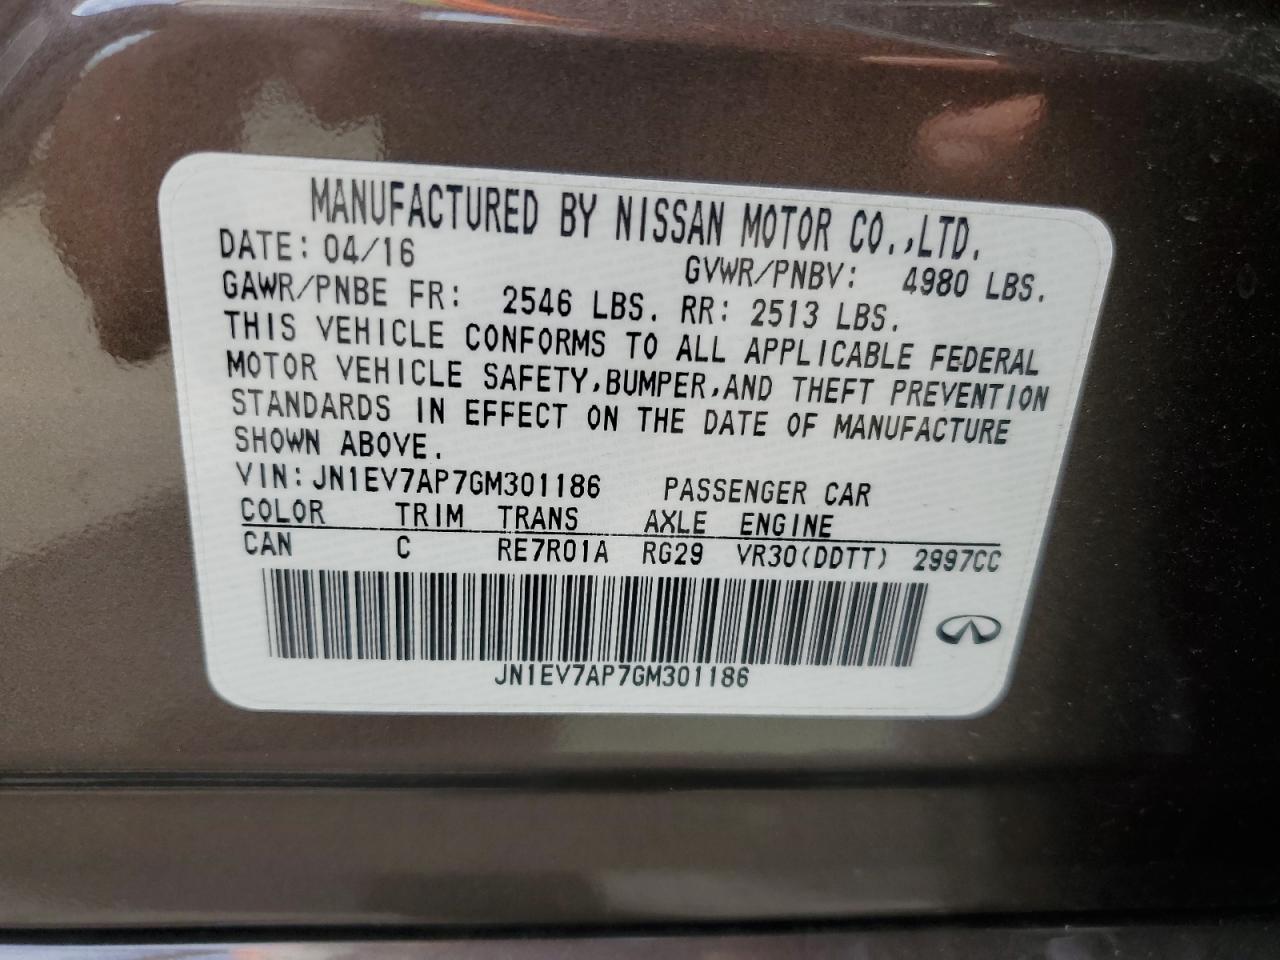 MANUFACTURED BY NISSAN MOTOR CO.,LTD.
DATE: 04/16 GVWR/PNBV: 4980 LBS.
GAWR/PNBE FR: 2546 LBS. RR: 2513 LBS.
THIS VEHICLE CONFORMS TO ALL APPLICABLE FEDERAL
MOTOR VEHICLE SAFETY,BUMPER,AND THEFT PREVENTION
STANDARDS IN EFFECT ON THE DATE OF MANUFACTURE
SHOWN ABOVE.
VIN:JN1EV7AP7GM301186 PASSENGER CAR
COLOR TRIM TRANS AXLE ENGINE
CAN C RE7R01A RG29 VR30(DDTT) 2997CC
JN1EV7AP7GM301186